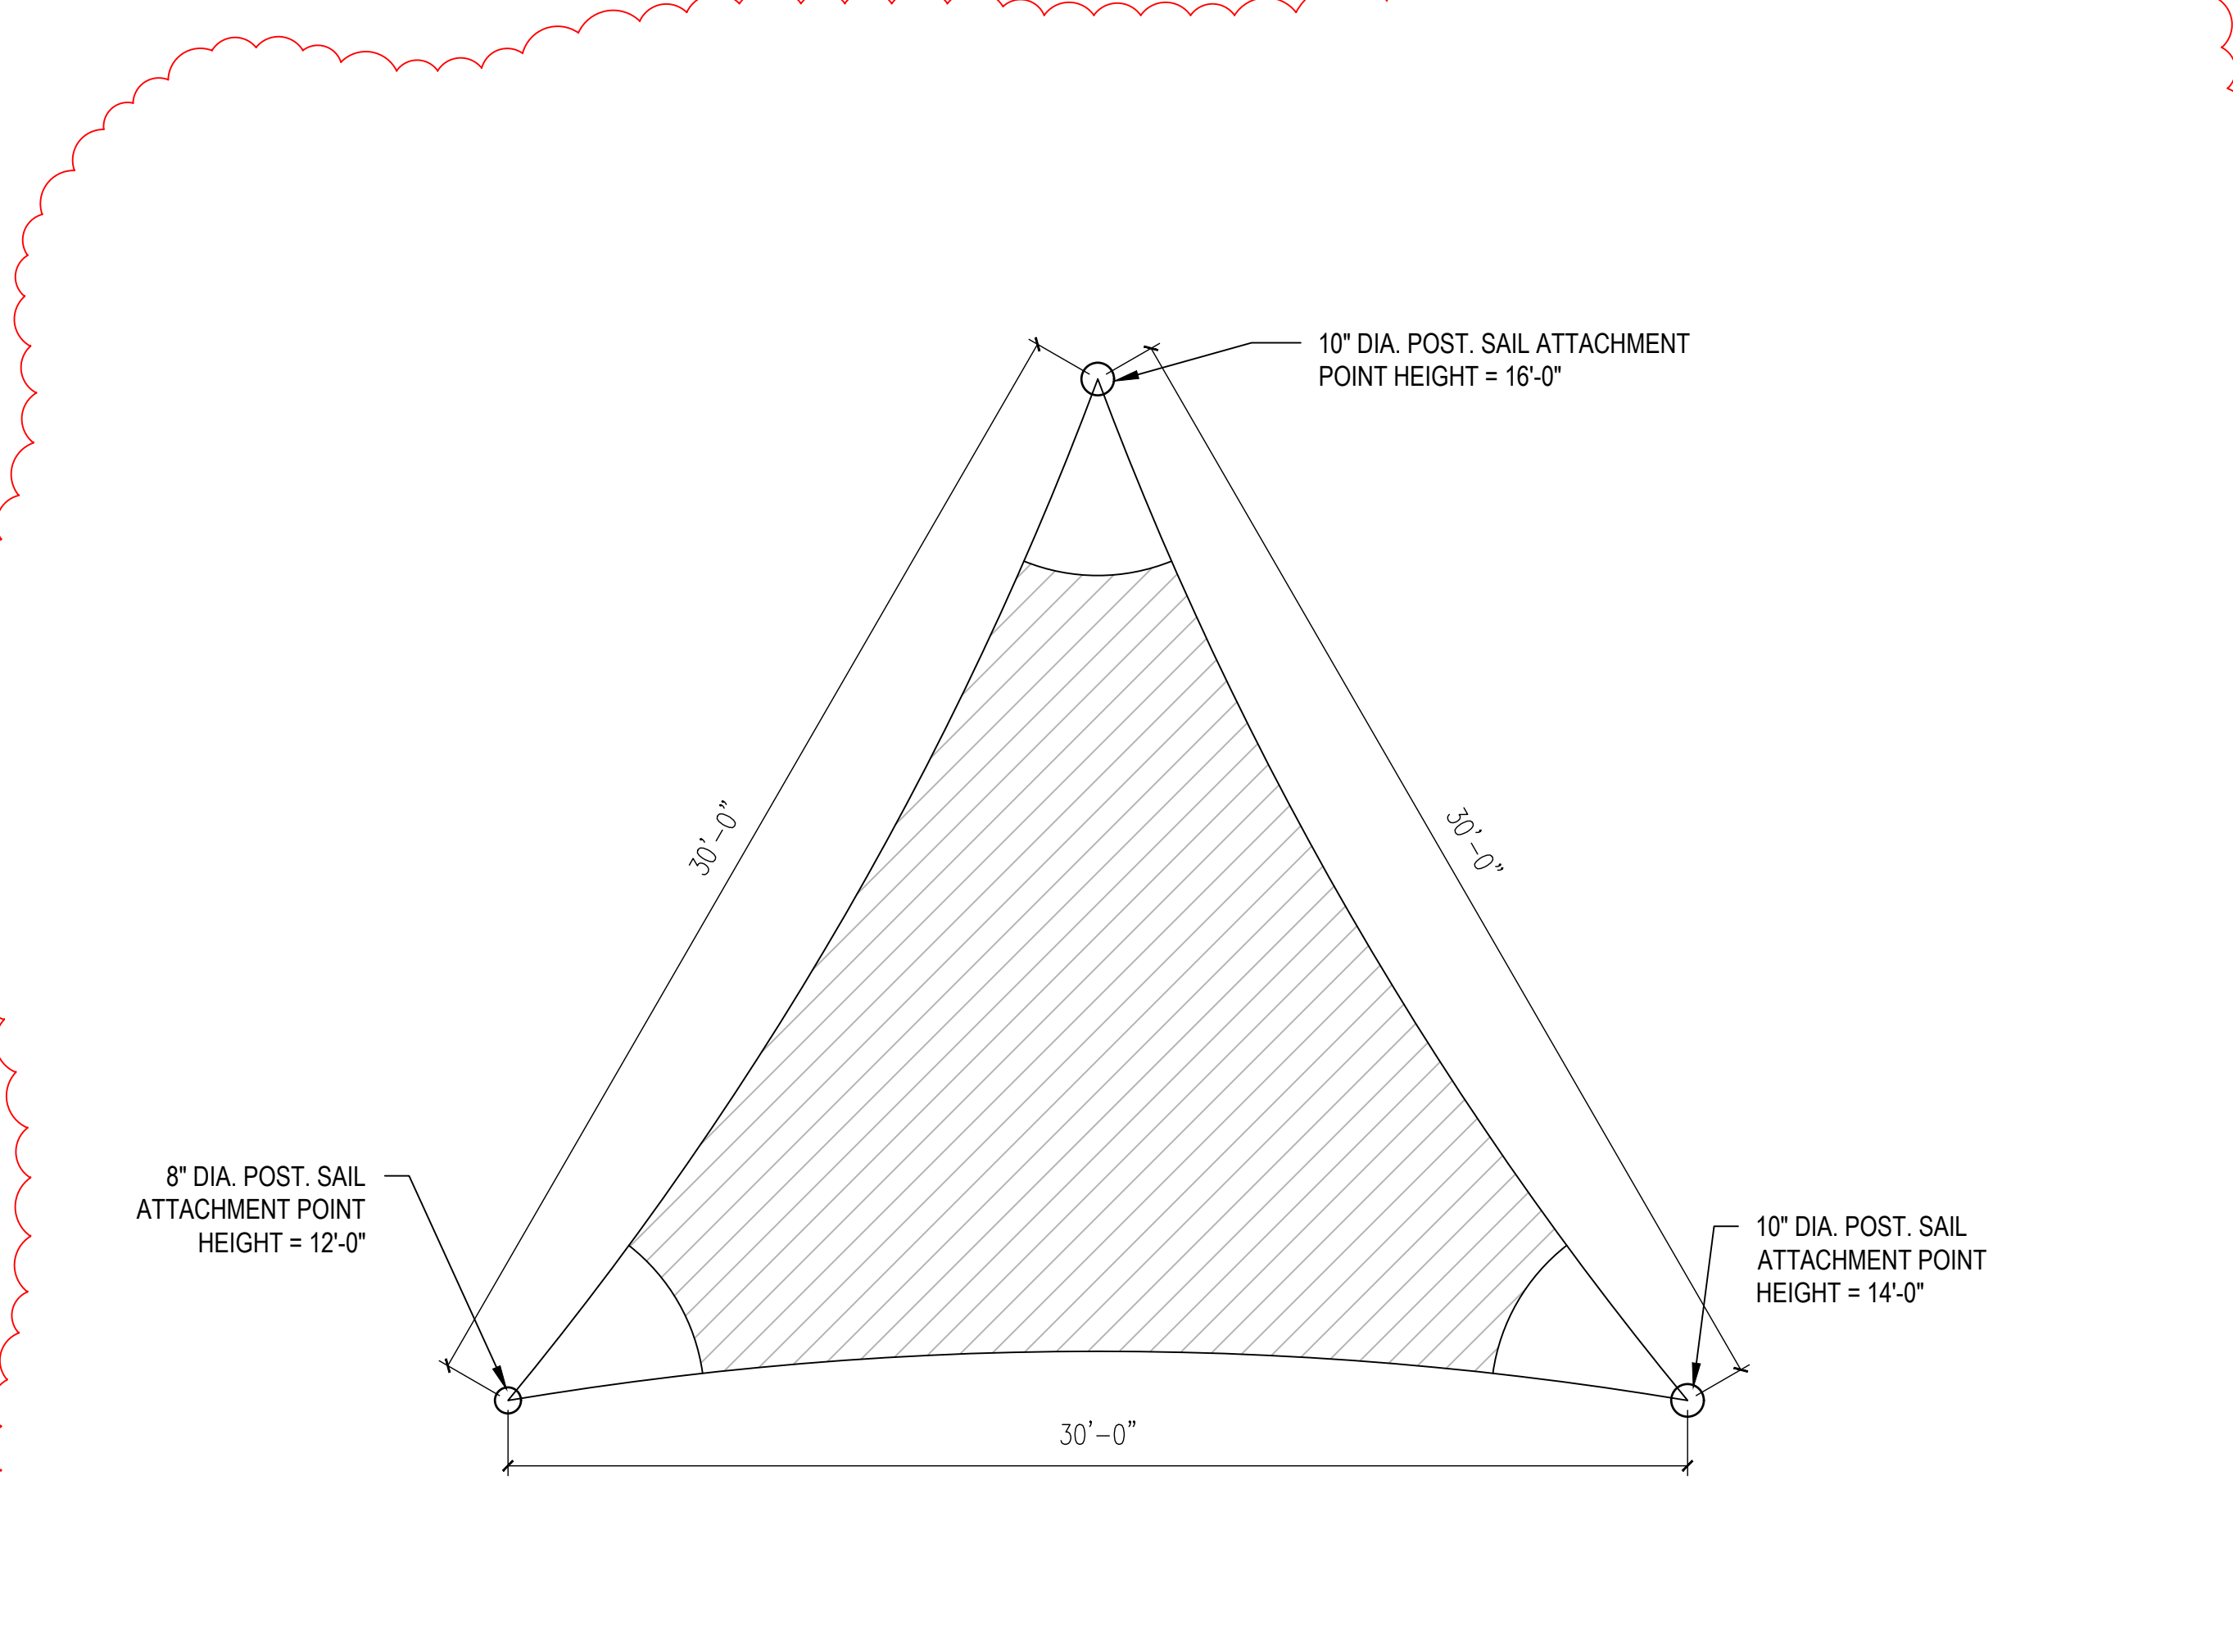 10" DIA. POST. SAIL ATTACHMENT
POINT HEIGHT = 16'-0"
30'-0"
30'-0"
8" DIA. POST. SAIL
ATTACHMENT POINT
HEIGHT = 12'-0"
10" DIA. POST. SAIL
ATTACHMENT POINT
HEIGHT = 14'-0"
30'-0"